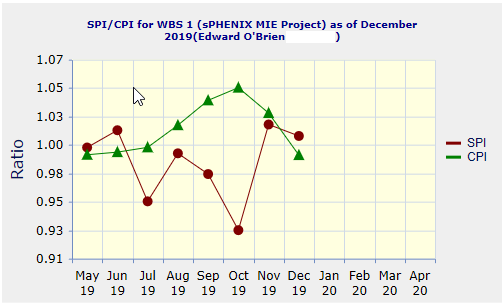 SPI/CPI for WBS 1 (sPHENIX MIE Project) as of December
2019(Edward O'Brien )
1.07
1.05
1.03
1.00
0.98
0.95
0.93
0.91
Ratio
SPI
CPI
May Jun Jul Aug Sep Oct Nov Dec Jan Feb Mar Apr
19 19 19 19 19 19 19 19 20 20 20 20